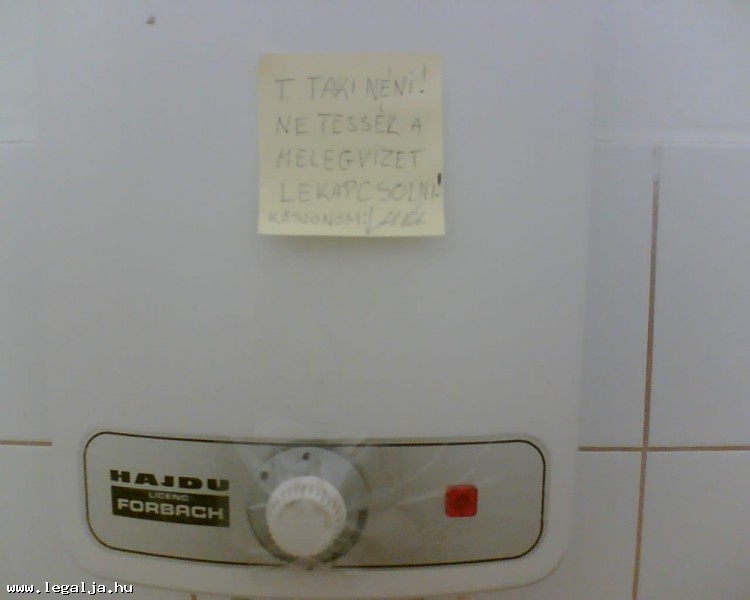 T. TAKI NÉNI!
NE TESSÉK A
MELEGVIZET
LEKAPCSOLNI!
KÖSZÖNÖM:
HAJDU
LICENC
FORBACH
www.legalja.hu